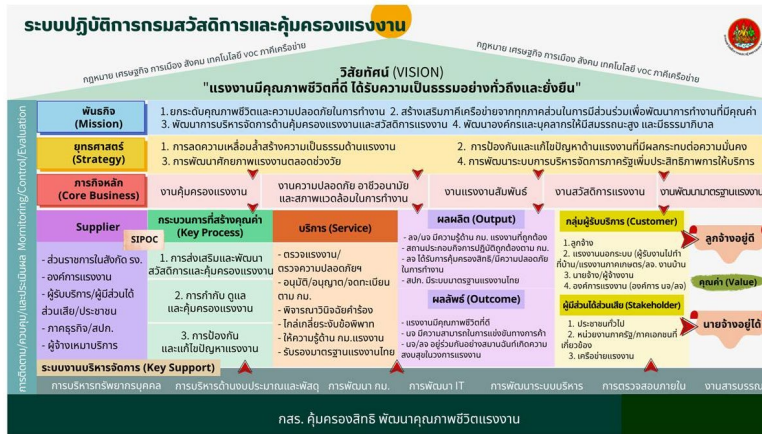 ระบบปฏิบัติการกรมสวัสดิการและคุ้มครองแรงงาน
กฎหมาย เศรษฐกิจ การเมือง สังคม เทคโนโลยี voc ภาคีเครือข่าย
กฎหมาย เศรษฐกิจ การเมือง สังคม เทคโนโลยี voc ภาคีเครือข่าย
วิสัยทัศน์ (VISION)
"แรงงานมีคุณภาพชีวิตที่ดี ได้รับความเป็นธรรมอย่างทั่วถึงและยั่งยืน"
การติดตาม/ควบคุม/และประเมินผล Monitoring/Control/Evaluation
พันธกิจ
(Mission)
1.ยกระดับคุณภาพชีวิตและความปลอดภัยในการทำงาน 2. สร้างเสริมภาคีเครือข่ายจากทุกภาคส่วนในการมีส่วนร่วมเพื่อพัฒนาการทำงานที่มีคุณค่า
3. พัฒนาการบริหารจัดการด้านคุ้มครองแรงงานและสวัสดิการแรงงาน 4. พัฒนาองค์กรและบุคลากรให้มีสมรรถนะสูง และมีธรรมาภิบาล
ยุทธศาสตร์
(Strategy)
1. การลดความเหลื่อมล้ำสร้างความเป็นธรรมด้านแรงงาน
2. การป้องกันและแก้ไขปัญหาด้านแรงงานที่มีผลกระทบต่อความมั่นคง
3. การพัฒนาศักยภาพแรงงานตลอดช่วงวัย
4. การพัฒนาระบบการบริหารจัดการภาครัฐเพิ่มประสิทธิภาพการให้บริการ
ภารกิจหลัก
(Core Business)
งานคุ้มครองแรงงาน
งานความปลอดภัย อาชีวอนามัย
และสภาพแวดล้อมในการทำงาน
งานแรงงานสัมพันธ์
งานสวัสดิการแรงงาน
งานพัฒนามาตรฐานแรงงาน
Supplier
SIPOC
- ส่วนราชการในสังกัด รง.
- องค์การแรงงาน
- ผู้รับบริการ/ผู้มีส่วนได้
ส่วนเสีย/ประชาชน
- ภาคธุรกิจ/สปก.
- ผู้จ้างเหมาบริการ
กระบวนการที่สร้างคุณค่า
(Key Process)
1. การส่งเสริมและพัฒนา
สวัสดิการและคุ้มครองแรงงาน
2. การกำกับ ดูแล
และคุ้มครองแรงงาน
3. การป้องกัน
และแก้ไขปัญหาแรงงาน
บริการ (Service)
- ตรวจแรงงาน/
ตรวจความปลอดภัยฯ
- อนุมัติ/อนุญาต/จดทะเบียน
ตาม กม.
- พิจารณาวินิจฉัยคำร้อง
- ไกล่เกลี่ยระงับข้อพิพาท
- ให้ความรู้ด้าน กม.แรงงาน
- รับรองมาตรฐานแรงงานไทย
ผลผลิต (Output)
- ลจ/นจ มีความรู้ด้าน กม. แรงงานที่ถูกต้อง
- สถานประกอบกิจการปฏิบัติถูกต้องตาม กม.
- ลจ ได้รับการคุ้มครองสิทธิ/มีความปลอดภัย
ในการทำงาน
- สปก. มีระบบมาตรฐานแรงงานไทย
ผลลัพธ์ (Outcome)
- แรงงานมีคุณภาพชีวิตที่ดี
- นจ มีความสามารถในการแข่งขันทางการค้า
- นจ/ลจ อยู่ร่วมกันอย่างสมานฉันท์เกิดความ
สงบสุขในวงการแรงงาน
กลุ่มผู้รับบริการ (Customer)
1.ลูกจ้าง
2. แรงงานนอกระบบ (ผู้รับงานไปทำ
ที่บ้าน/แรงงานภาคเกษตร/ลจ. งานบ้าน
3. นายจ้าง/ผู้จ้างงาน
4. องค์การแรงงาน (องค์การ นจ/ลจ)
ผู้มีส่วนได้ส่วนเสีย (Stakeholder)
1. ประชาชนทั่วไป
2. หน่วยงานภาครัฐ/ภาคเอกชนที่
เกี่ยวข้อง
3. เครือข่ายแรงงาน
ลูกจ้างอยู่ดี
คุณค่า (Value)
นายจ้างอยู่ได้
ระบบงานบริหารจัดการ (Key Support)
การบริหารทรัพยากรบุคคล
การบริหารด้านงบประมาณและพัสดุ
การพัฒนา กม.
การพัฒนา IT
การพัฒนาระบบบริหาร
การตรวจสอบภายใน
งานสารบรรณ
กสร. คุ้มครองสิทธิ พัฒนาคุณภาพชีวิตแรงงาน